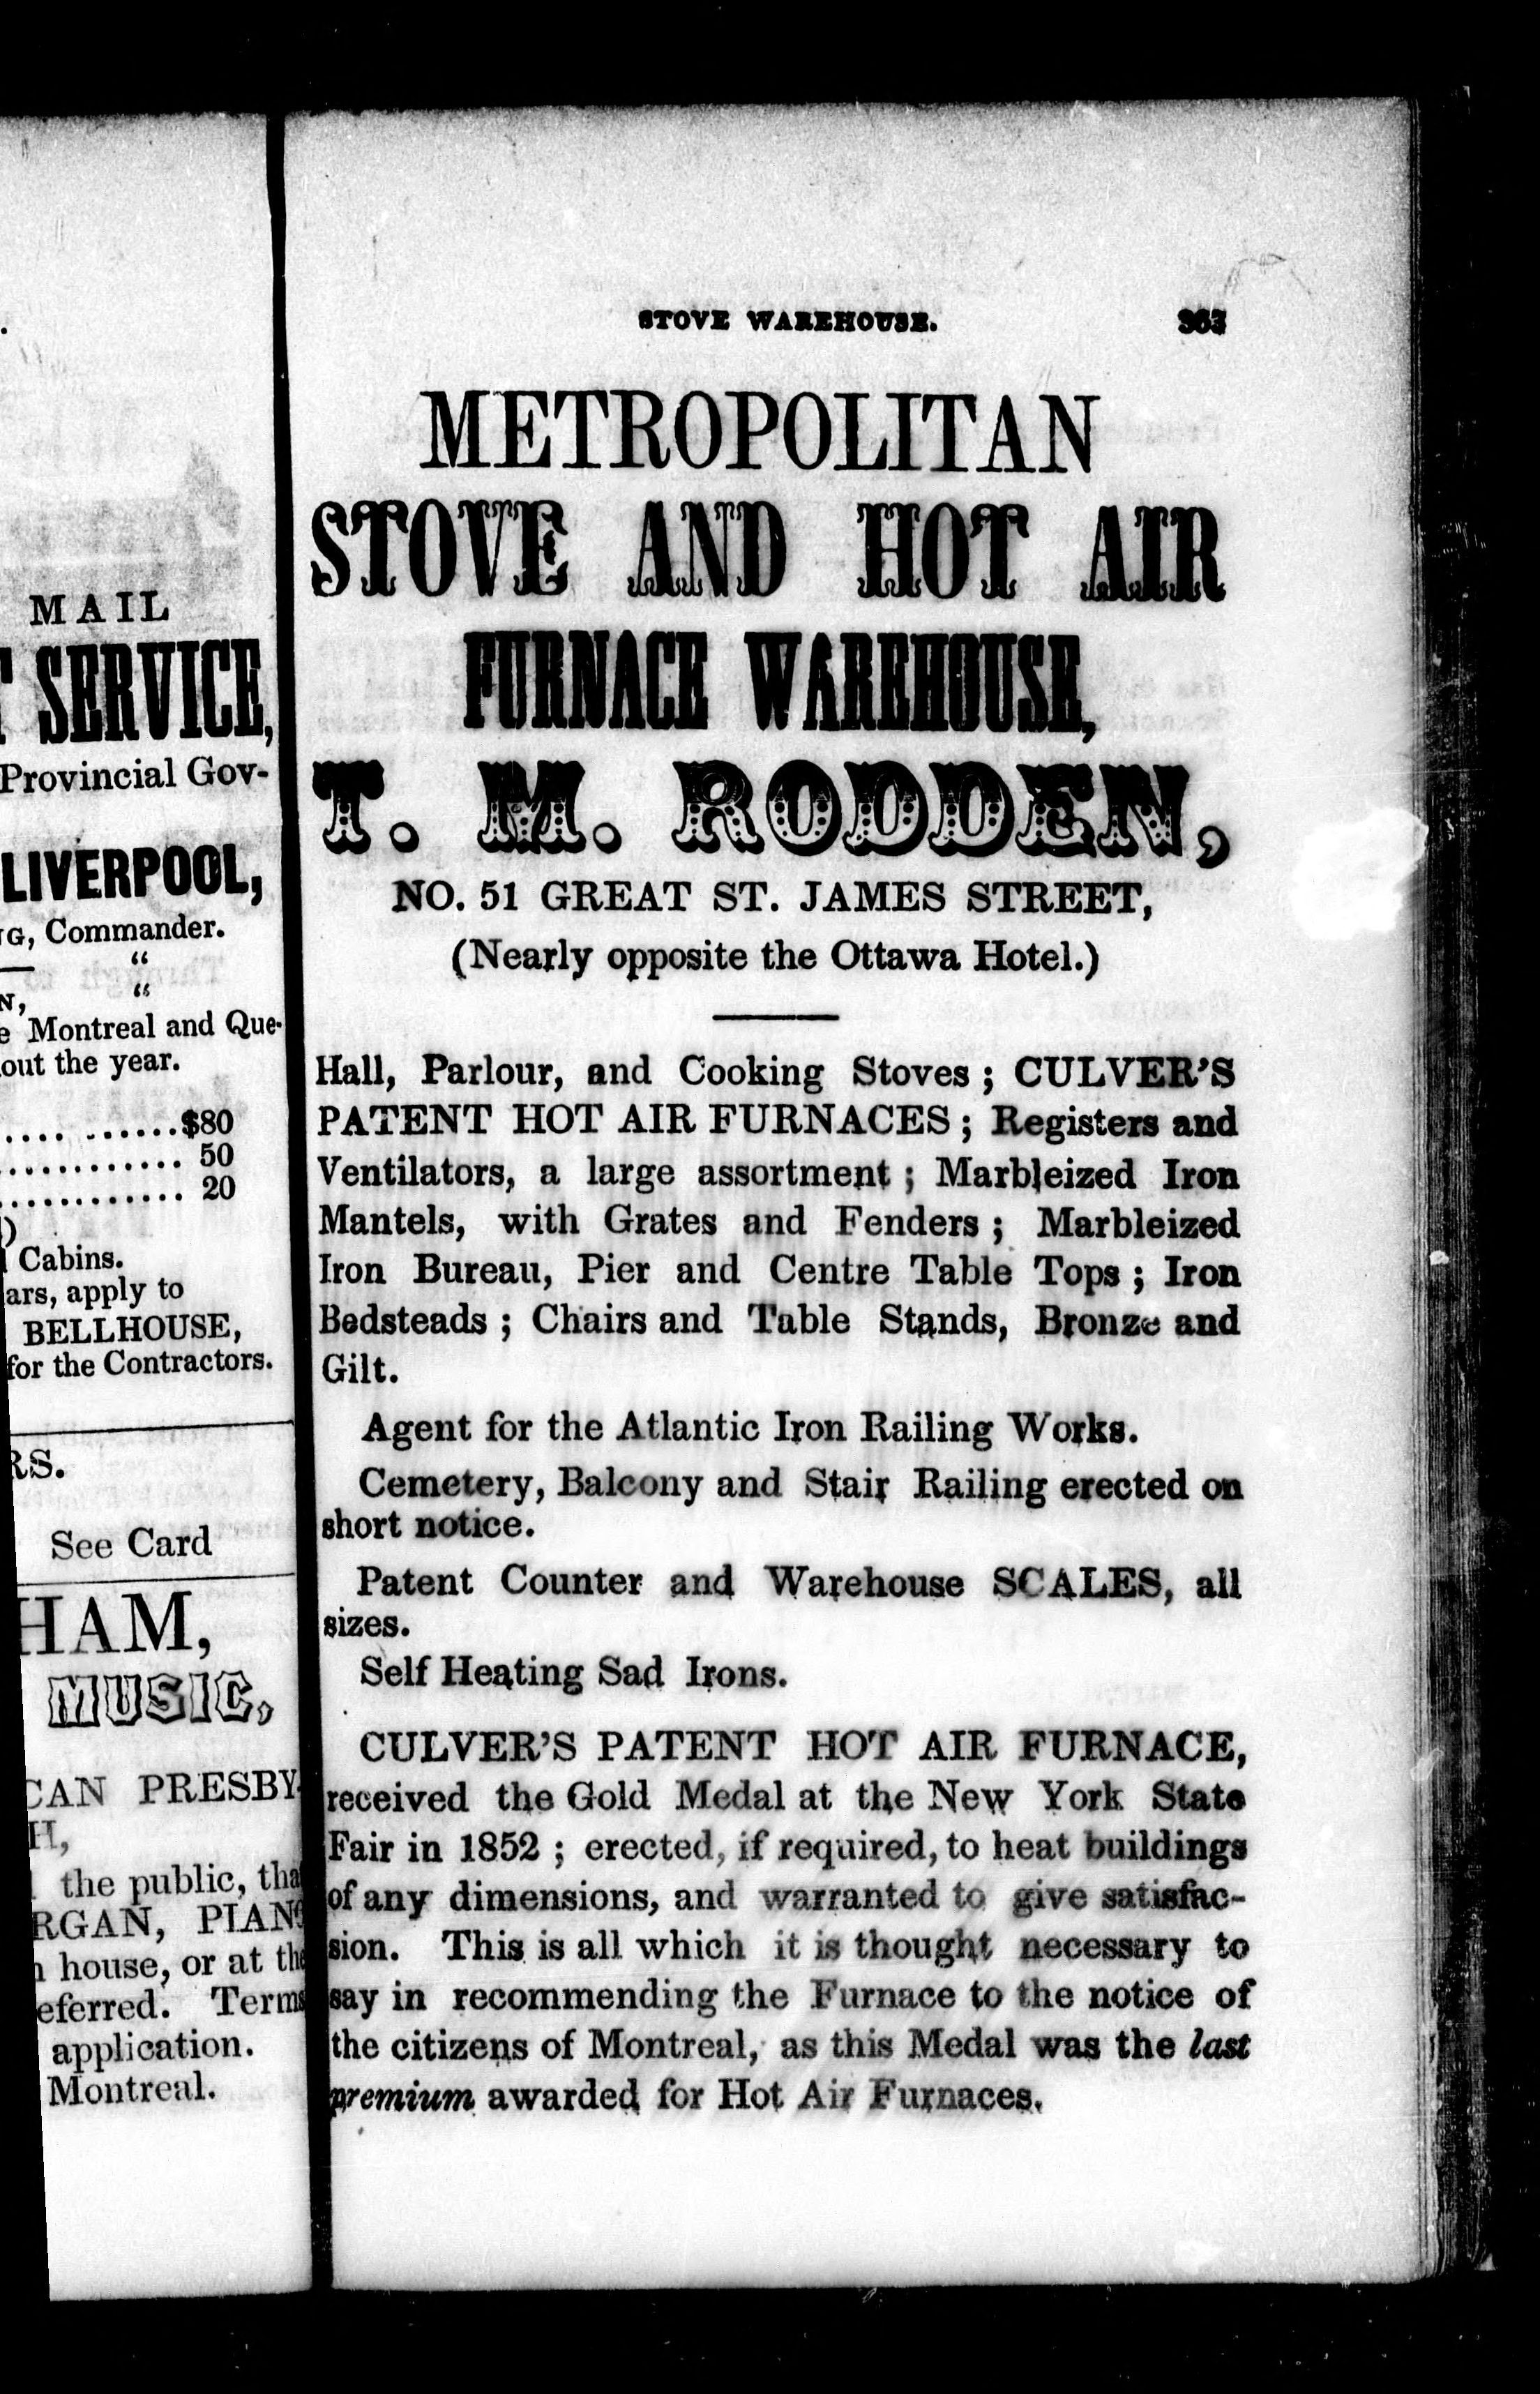 MAIL
SERVICE,
Provincial Gov-
LIVERPOOL,
Commander.
“
“
Montreal and Que-
out the year.
.... ......$80
............ 50
............ 20
)
Cabins.
ars, apply to
BELLHOUSE,
for the Contractors.
RS.
See Card
HAM,
MUSIC,
CAN PRESBY-
H,
the public, tha
RGAN, PIANO
house, or at the
eferred. Terms
application.
Montreal.
STOVE WAREHOUSE. 363
METROPOLITAN
STOVE AND HOT AIR
FURNACE WAREHOUSE,
T. M. RODDEN,
NO. 51 GREAT ST. JAMES STREET,
(Nearly opposite the Ottawa Hotel.)
Hall, Parlour, and Cooking Stoves; CULVER'S
PATENT HOT AIR FURNACES; Registers and
Ventilators, a large assortment; Marbleized Iron
Mantels, with Grates and Fenders; Marbleized
Iron Bureau, Pier and Centre Table Tops; Iron
Bedsteads; Chairs and Table Stands, Bronze and
Gilt.
Agent for the Atlantic Iron Railing Works.
Cemetery, Balcony and Stair Railing erected on
short notice.
Patent Counter and Warehouse SCALES, all
sizes.
Self Heating Sad Irons.
CULVER'S PATENT HOT AIR FURNACE,
received the Gold Medal at the New York State
Fair in 1852; erected, if required, to heat buildings
of any dimensions, and warranted to give satisfac-
sion. This is all which it is thought necessary to
say in recommending the Furnace to the notice of
the citizens of Montreal, as this Medal was the last
premium awarded for Hot Air Furnaces.